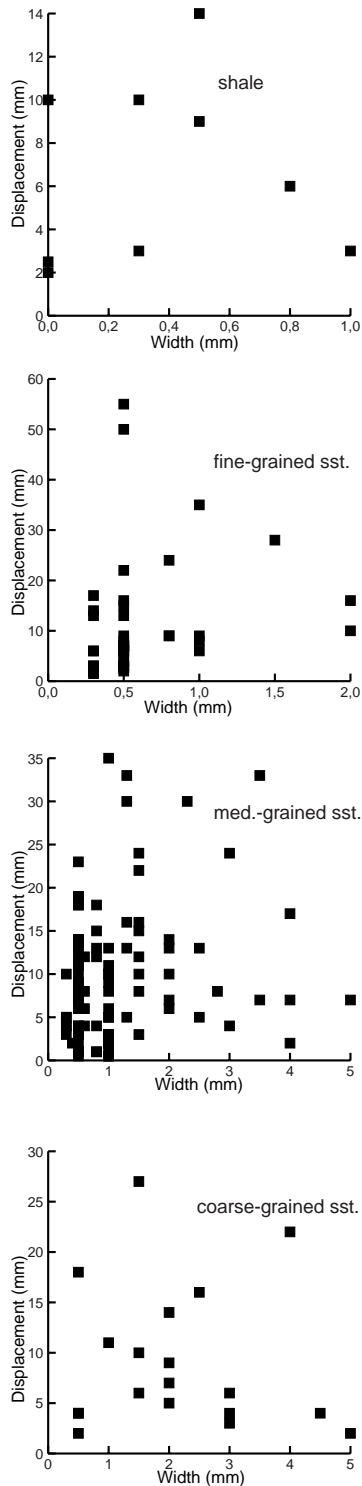 14
12
10
8
6
4
2
0
Displacement (mm)
shale
0,0 0,2 0,4 0,6 0,8 1,0
Width (mm)
60
50
40
30
20
10
0
Displacement (mm)
fine-grained sst.
0,0 0,5 1,0 1,5 2,0
Width (mm)
35
30
25
20
15
10
5
0
Displacement (mm)
med.-grained sst.
0 1 2 3 4 5
Width (mm)
30
25
20
15
10
5
0
Displacement (mm)
coarse-grained sst.
0 1 2 3 4 5
Width (mm)